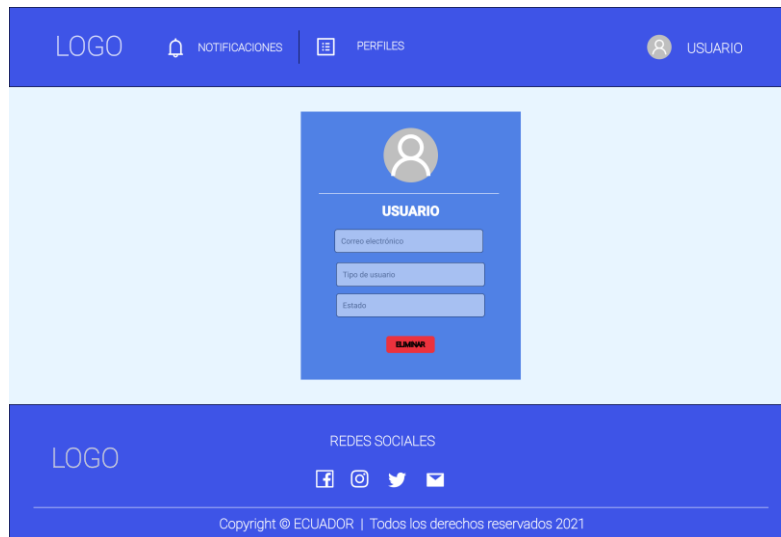 LOGO
NOTIFICACIONES
PERFILES
USUARIO
USUARIO
Correo electrónico
Tipo de usuario
Estado
ELIMINAR
LOGO
REDES SOCIALES
Copyright © ECUADOR | Todos los derechos reservados 2021